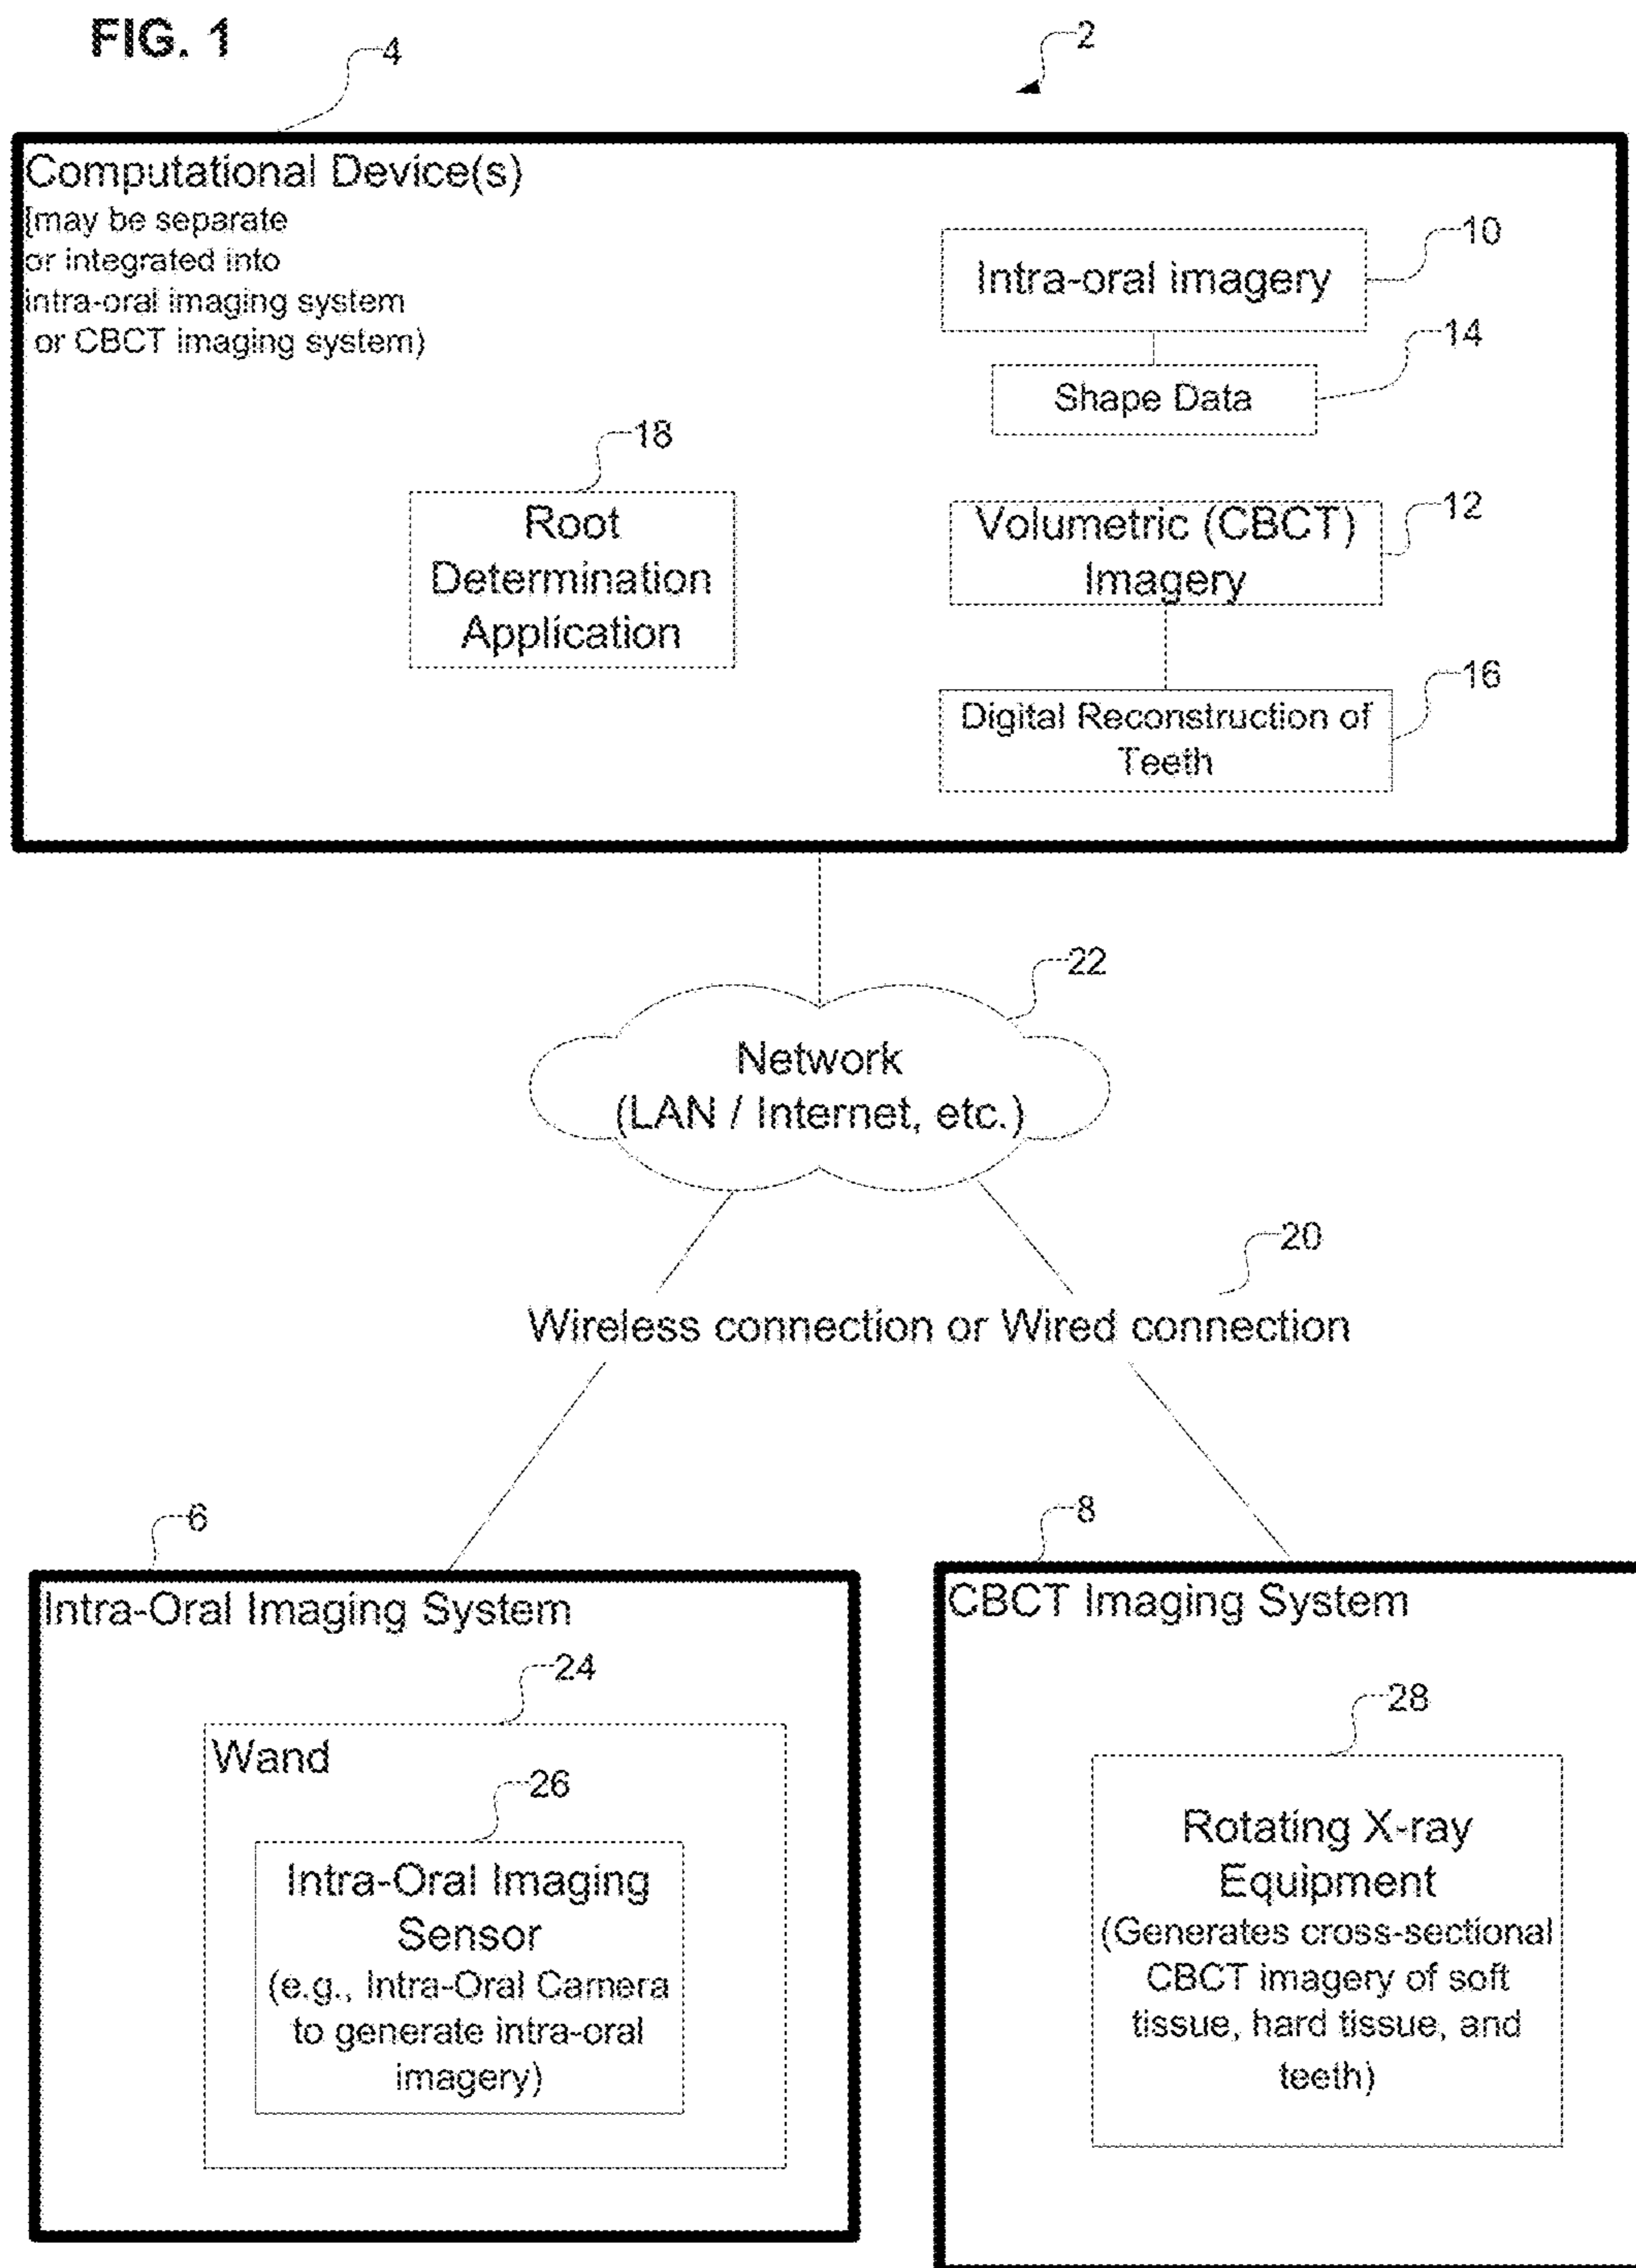 FIG. 1
4
2
Computational Device(s)
[may be separate
or integrated into
intra-oral imaging system
or CBCT imaging system)
10
Intra-oral imagery
14
Shape Data
18
Root
Determination
Application
12
Volumetric (CBCT)
Imagery
16
Digital Reconstruction of
Teeth
22
Network
(LAN / Internet, etc.)
20
Wireless connection or Wired connection
6
Intra-Oral Imaging System
24
Wand
26
Intra-Oral Imaging
Sensor
(e.g., Intra-Oral Camera
to generate intra-oral
imagery)
8
CBCT Imaging System
28
Rotating X-ray
Equipment
(Generates cross-sectional
CBCT imagery of soft
tissue, hard tissue, and
teeth)